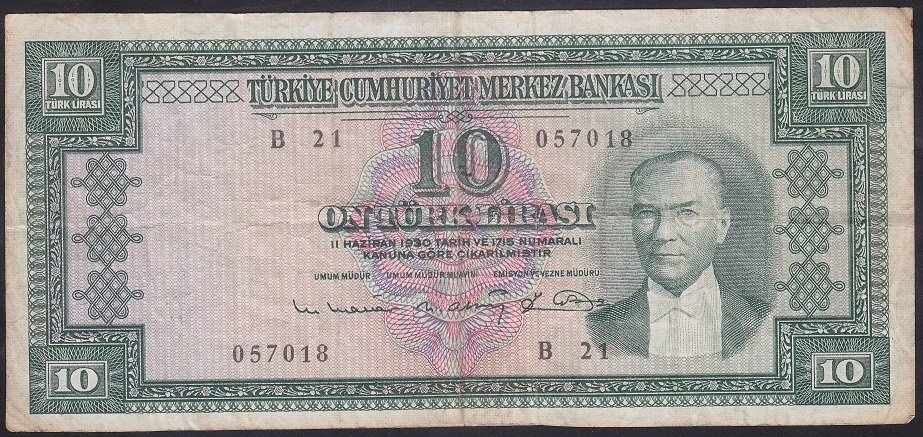 10
TÜRK LİRASI
10
TÜRK LİRASI
TÜRKİYE CUMHURİYET MERKEZ BANKASI
B 21 057018
10
ON TÜRK LİRASI
11 HAZİRAN 1930 TARİH VE 1715 NUMARALI
KANUNA GÖRE ÇIKARILMIŞTIR
UMUM MÜDÜR UMUM MÜDÜR MUAVİNİ EMİSYON VE VEZNE MÜDÜRÜ
057018 B 21
10 10